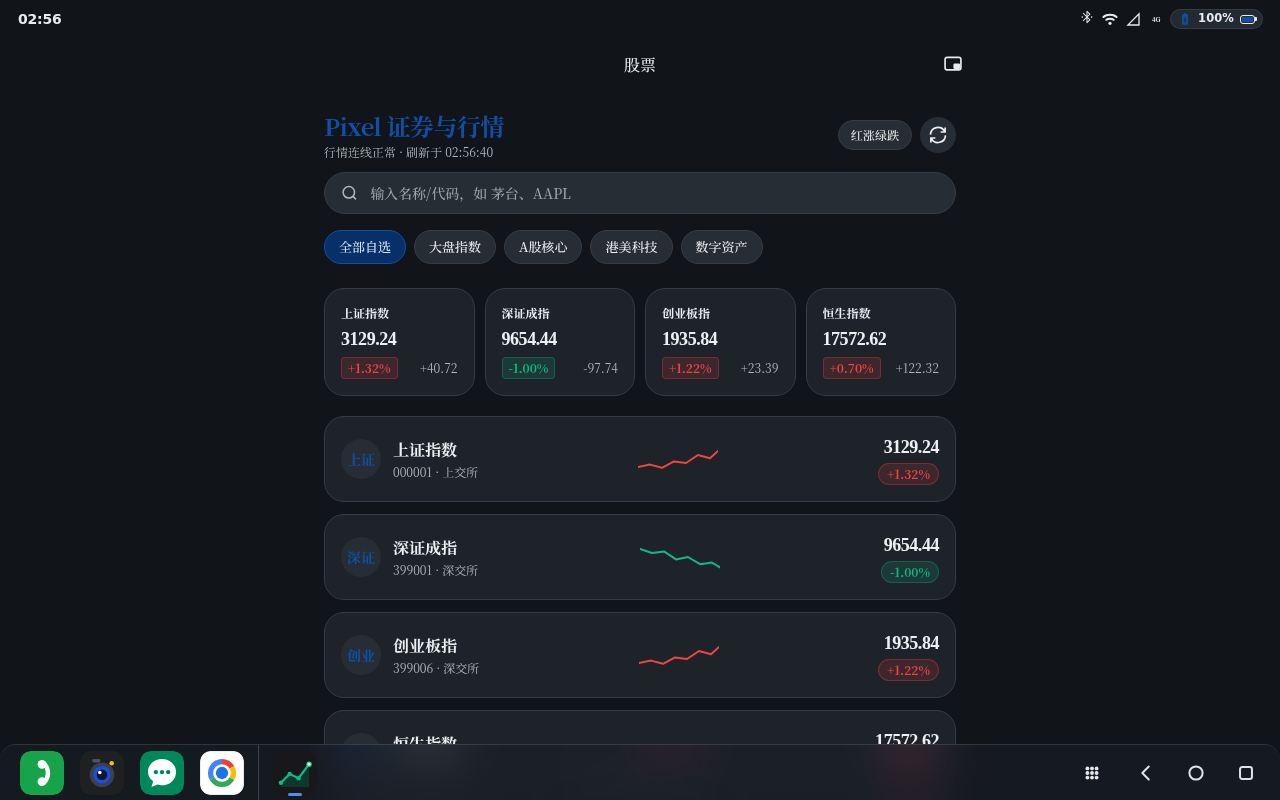 02:56
4G
100%
股票
Pixel 证券与行情
行情连线正常 · 刷新于 02:56:40
红涨绿跌
输入名称/代码，如 茅台、AAPL
全部自选 大盘指数 A股核心 港美科技 数字资产
上证指数
3129.24
+1.32% +40.72
深证成指
9654.44
-1.00% -97.74
创业板指
1935.84
+1.22% +23.39
恒生指数
17572.62
+0.70% +122.32
上证
上证指数
000001 · 上交所
3129.24
+1.32%
深证
深证成指
399001 · 深交所
9654.44
-1.00%
创业
创业板指
399006 · 深交所
1935.84
+1.22%
恒生指数
17572.62